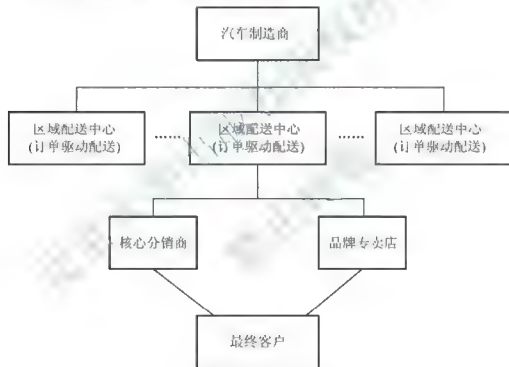 汽车制造商
区域配送中心
(订单驱动配送)
……
区域配送中心
(订单驱动配送)
……
区域配送中心
(订单驱动配送)
核心分销商
品牌专卖店
最终客户